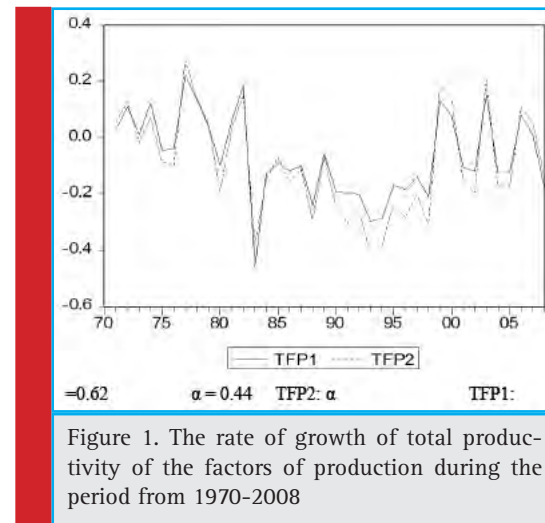 0.4
0.2
0.0
-0.2
-0.4
-0.6
70 75 80 85 90 95 00 05
TFP1 TFP2
=0.62 α = 0.44 TFP2: α TFP1:
Figure 1. The rate of growth of total produc-
tivity of the factors of production during the
period from 1970-2008